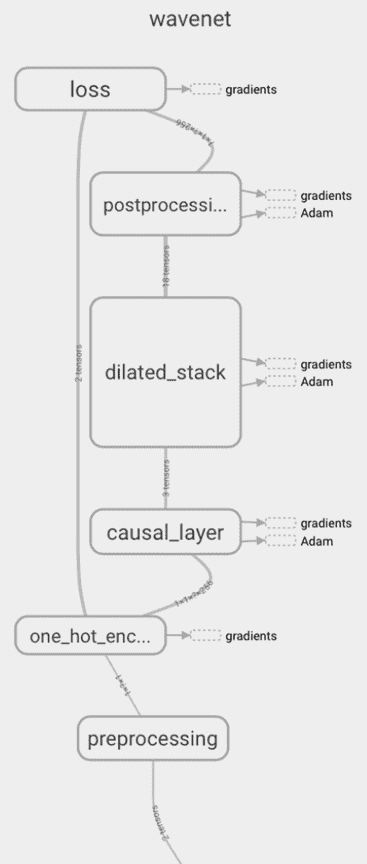 wavenet
loss
gradients
1×1×?×256
postprocessi...
gradients
Adam
18 tensors
2 tensors
dilated_stack
gradients
Adam
3 tensors
causal_layer
gradients
Adam
1×1×?×256
one_hot_enc...
gradients
1×?×1
preprocessing
2 tensors